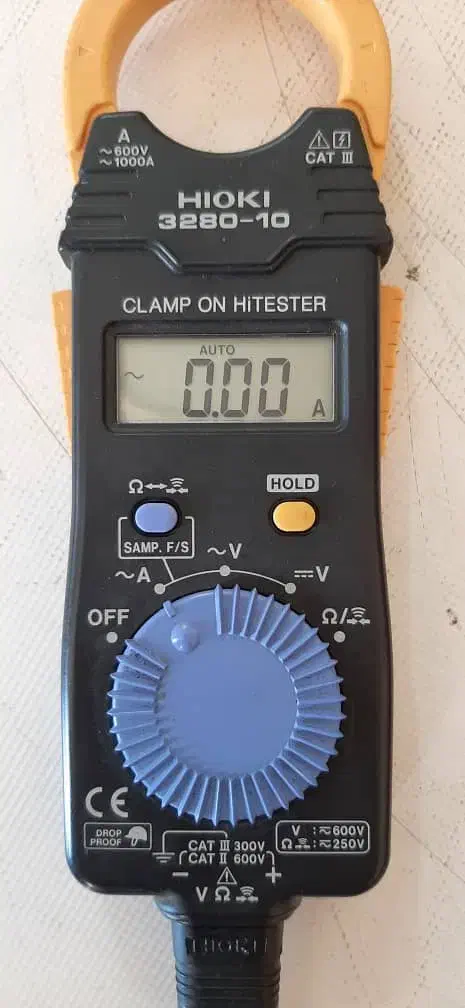 A
~600V
~1000A
CAT III
HIOKI
3280-10
CLAMP ON HiTESTER
AUTO
~ 0.00 A
Ω
HOLD
SAMP. F/S
~A
~V
⎓V
OFF
Ω/
CE
DROP
PROOF
CAT III 300V
CAT II 600V
V : ≂600V
Ω : ≂250V
− +
V Ω
HIOKI